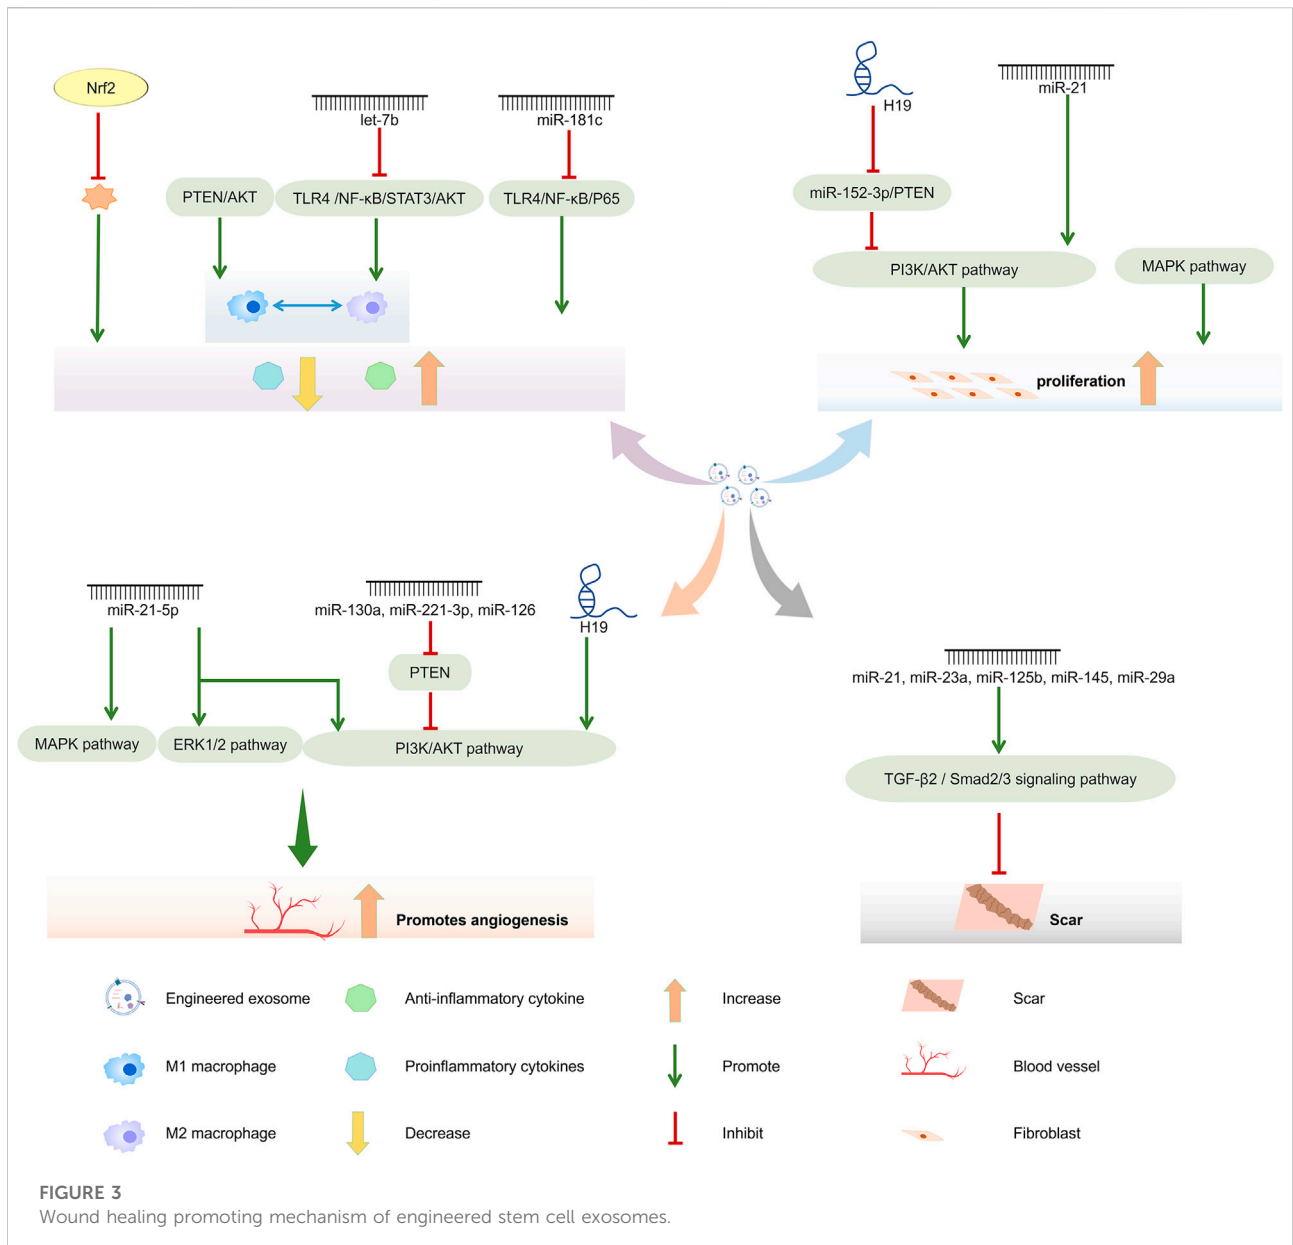 Nrf2
let-7b
miR-181c
PTEN/AKT
TLR4 /NF-κB/STAT3/AKT
TLR4/NF-κB/P65
H19
miR-21
miR-152-3p/PTEN
PI3K/AKT pathway
MAPK pathway
proliferation
miR-21-5p
miR-130a, miR-221-3p, miR-126
H19
PTEN
MAPK pathway
ERK1/2 pathway
PI3K/AKT pathway
Promotes angiogenesis
miR-21, miR-23a, miR-125b, miR-145, miR-29a
TGF-β2 / Smad2/3 signaling pathway
Scar
Engineered exosome
Anti-inflammatory cytokine
Increase
Scar
M1 macrophage
Proinflammatory cytokines
Promote
Blood vessel
M2 macrophage
Decrease
Inhibit
Fibroblast
FIGURE 3
Wound healing promoting mechanism of engineered stem cell exosomes.